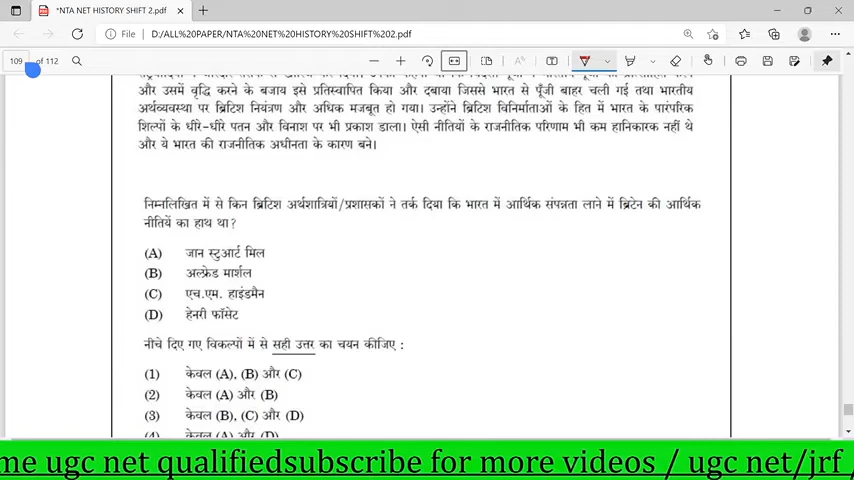 *NTA NET HISTORY SHIFT 2.pdf
File D:/ALL%20PAPER/NTA%20NET%20HISTORY%20SHIFT%202.pdf
109 of 112
और उसमें वृद्धि करने के बजाय इसे प्रतिस्थापित किया और दबाया जिससे भारत से पूँजी बाहर चली गई तथा भारतीय
अर्थव्यवस्था पर ब्रिटिश नियंत्रण और अधिक मजबूत हो गया। उन्होंने ब्रिटिश विनिर्माताओं के हित में भारत के पारंपरिक
शिल्पों के धीरे-धीरे पतन और विनाश पर भी प्रकाश डाला। ऐसी नीतियों के राजनीतिक परिणाम भी कम हानिकारक नहीं थे
और ये भारत की राजनीतिक अधीनता के कारण बने।
निम्नलिखित में से किन ब्रिटिश अर्थशात्रियों/प्रशासकों ने तर्क दिया कि भारत में आर्थिक संपन्नता लाने में ब्रिटेन की आर्थिक
नीतियें का हाथ था?
(A) जान स्टुआर्ट मिल
(B) अल्फ्रेड मार्शल
(C) एच.एम. हाइंडमैन
(D) हेनरी फॉसेट
नीचे दिए गए विकल्पों में से सही उत्तर का चयन कीजिए :
(1) केवल (A), (B) और (C)
(2) केवल (A) और (B)
(3) केवल (B), (C) और (D)
(4) केवल (A) और (D)
me ugc net qualifiedsubscribe for more videos / ugc net/jrf /